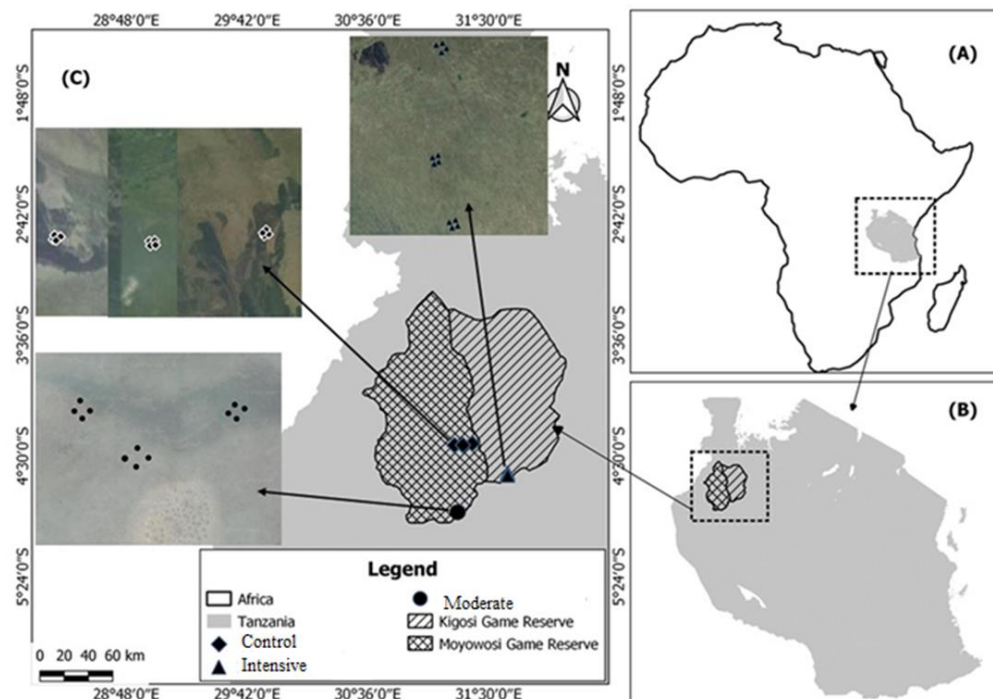 28°48'0"E 29°42'0"E 30°36'0"E 31°30'0"E
(C)
N
(A)
1°48'0"S 1°48'0"S
2°42'0"S 2°42'0"S
3°36'0"S 3°36'0"S
4°30'0"S 4°30'0"S
5°24'0"S 5°24'0"S
(B)
Legend
Africa
Tanzania
Control
Intensive
Moderate
Kigosi Game Reserve
Moyowosi Game Reserve
0 20 40 60 km
28°48'0"E 29°42'0"E 30°36'0"E 31°30'0"E